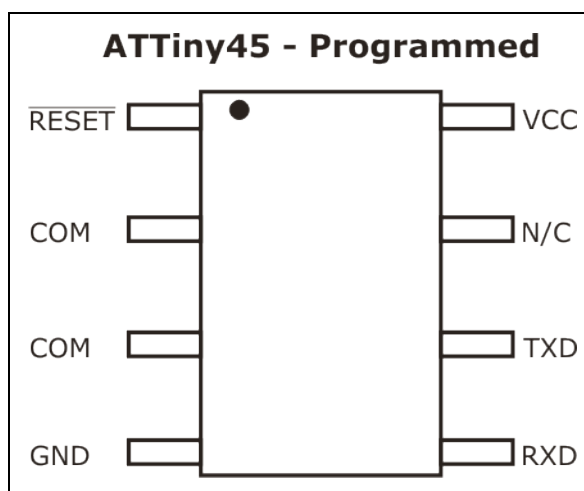 ATTiny45 - Programmed
RESET VCC
COM N/C
COM TXD
GND RXD